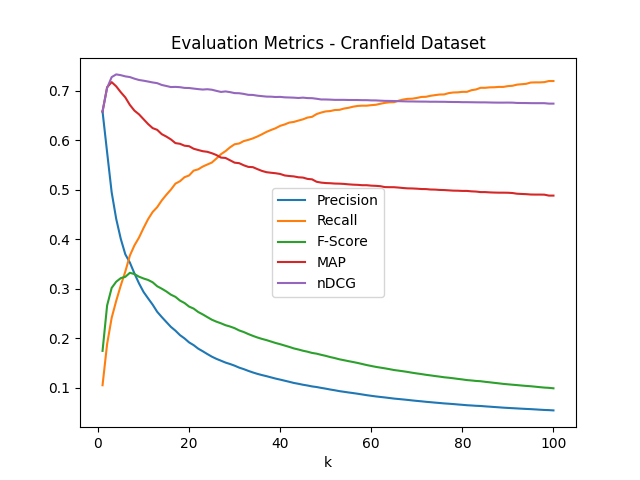 Evaluation Metrics - Cranfield Dataset
0.7
0.6
0.5
0.4
0.3
0.2
0.1
Precision
Recall
F-Score
MAP
nDCG
0 20 40 60 80 100
k